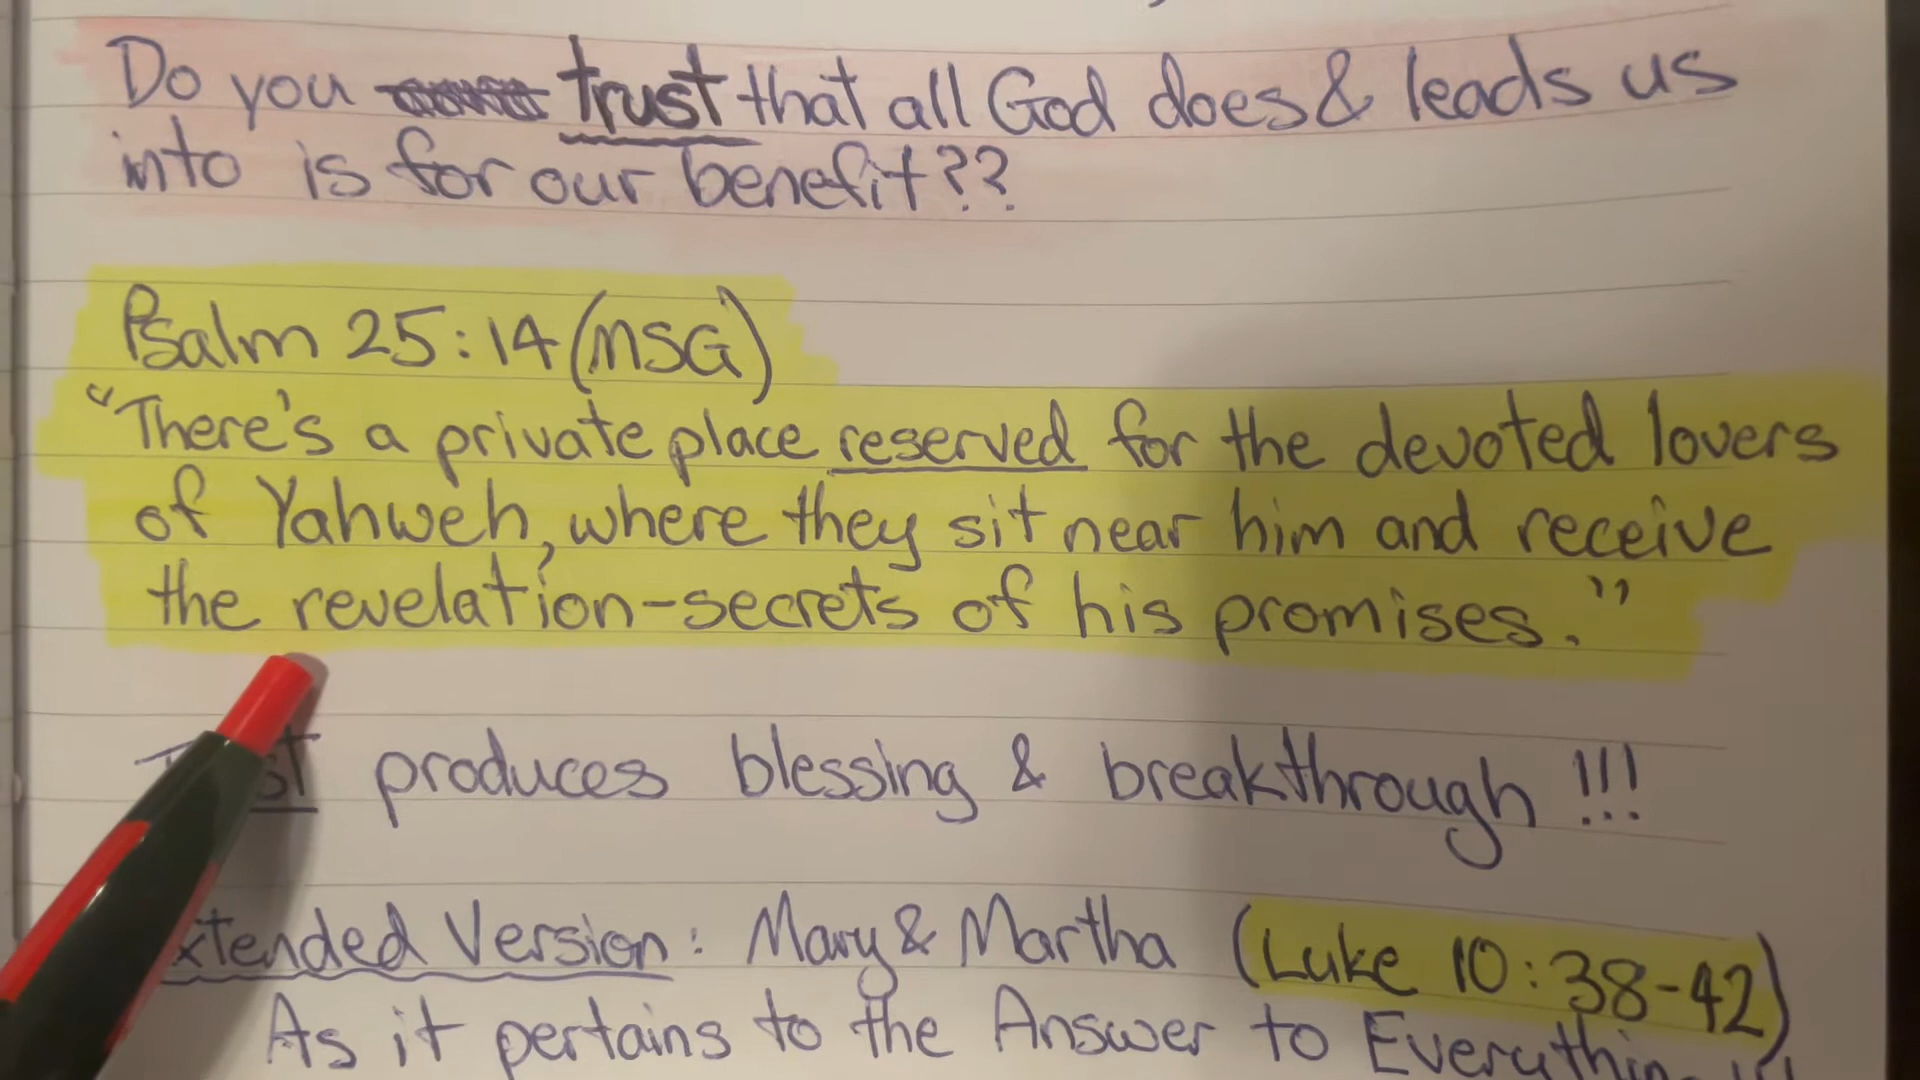 Do you trust that all God does & leads us
into is for our benefit??
Psalm 25:14 (MSG)
"There's a private place reserved for the devoted lovers
of Yahweh, where they sit near him and receive
the revelation-secrets of his promises."
produces blessing & breakthrough !!!
Extended Version: Mary & Martha (Luke 10:38-42)
As it pertains to the Answer to Everything